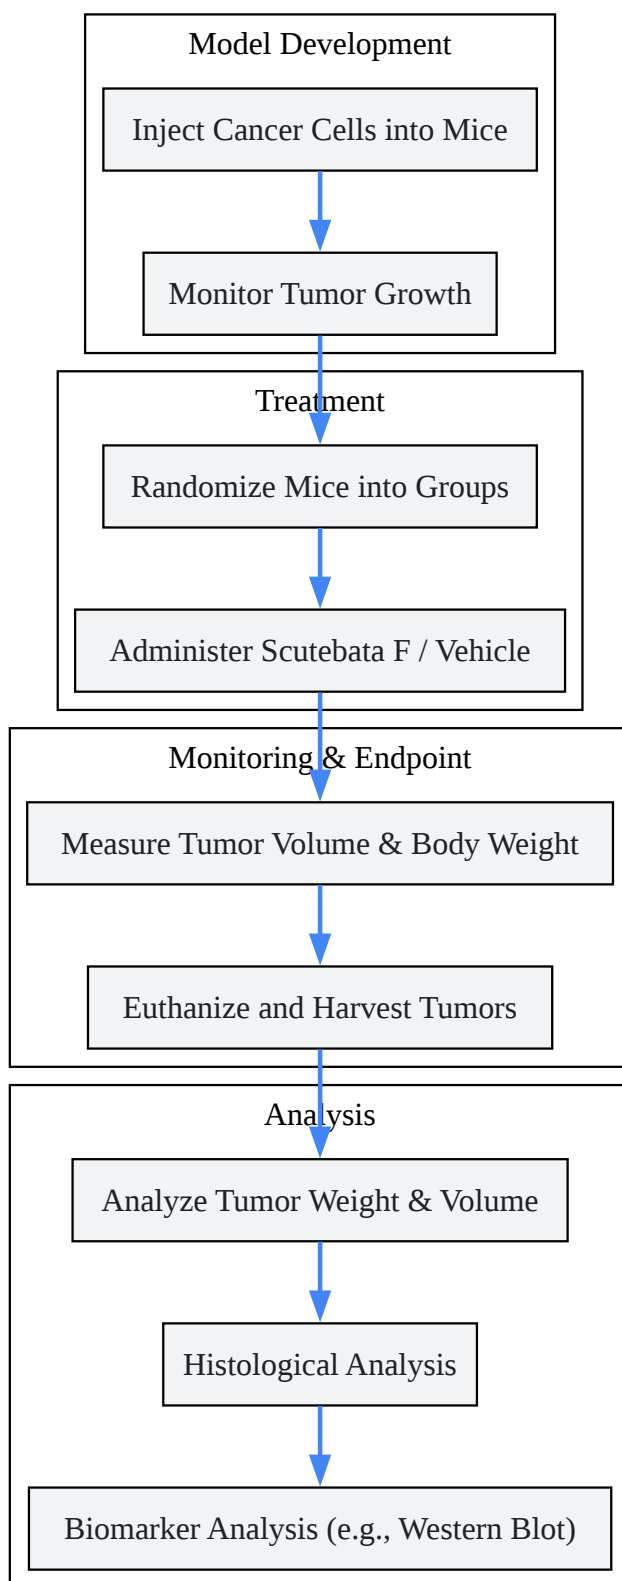 Model Development
Inject Cancer Cells into Mice
Monitor Tumor Growth
Treatment
Randomize Mice into Groups
Administer Scutebata F / Vehicle
Monitoring & Endpoint
Measure Tumor Volume & Body Weight
Euthanize and Harvest Tumors
Analysis
Analyze Tumor Weight & Volume
Histological Analysis
Biomarker Analysis (e.g., Western Blot)